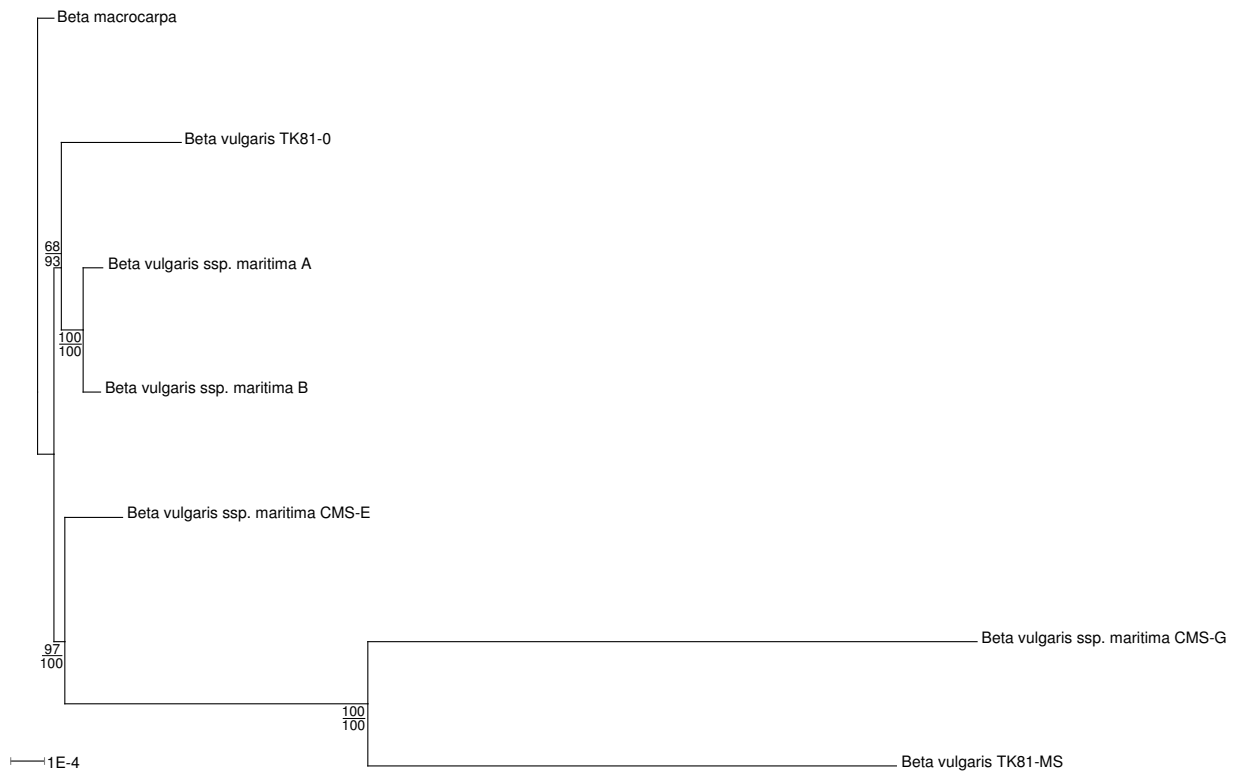 Beta macrocarpa
Beta vulgaris TK81-0
68
93
Beta vulgaris ssp. maritima A
100
100
Beta vulgaris ssp. maritima B
Beta vulgaris ssp. maritima CMS-E
97
100
Beta vulgaris ssp. maritima CMS-G
100
100
Beta vulgaris TK81-MS
1E-4